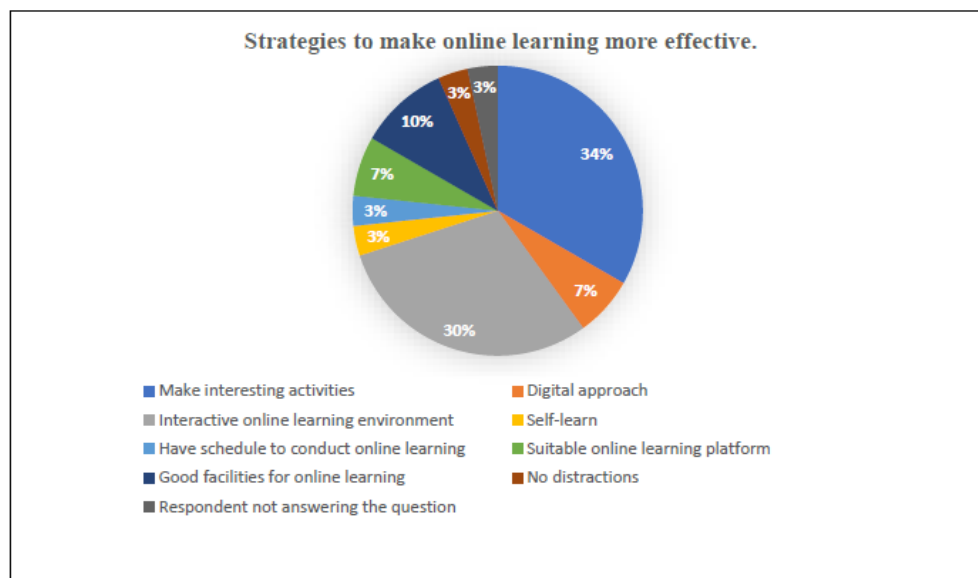 Strategies to make online learning more effective.
3% 3%
10% 34%
7%
3%
3% 7%
30%
Make interesting activities Digital approach
Interactive online learning environment Self-learn
Have schedule to conduct online learning Suitable online learning platform
Good facilities for online learning No distractions
Respondent not answering the question